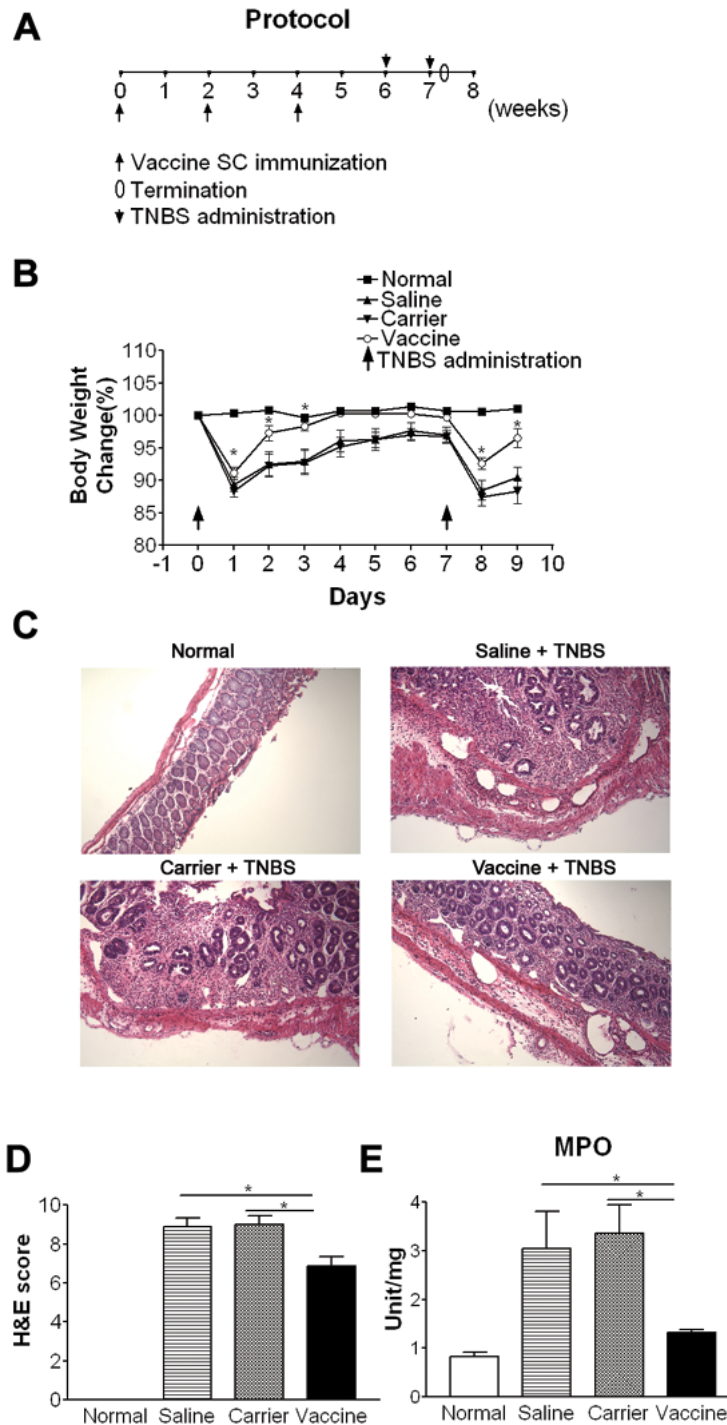 A
Protocol
0 1 2 3 4 5 6 7 8
(weeks)
Vaccine SC immunization
Termination
TNBS administration
B
Normal
Saline
Carrier
Vaccine
TNBS administration
Body Weight
Change(%)
110
105
100
95
90
85
80
* * * * *
-1 0 1 2 3 4 5 6 7 8 9 10
Days
C
Normal
Saline + TNBS
Carrier + TNBS
Vaccine + TNBS
D
H&E score
10
8
6
4
2
0
*
*
Normal Saline Carrier Vaccine
E
MPO
Unit/mg
4
3
2
1
0
*
*
Normal Saline Carrier Vaccine